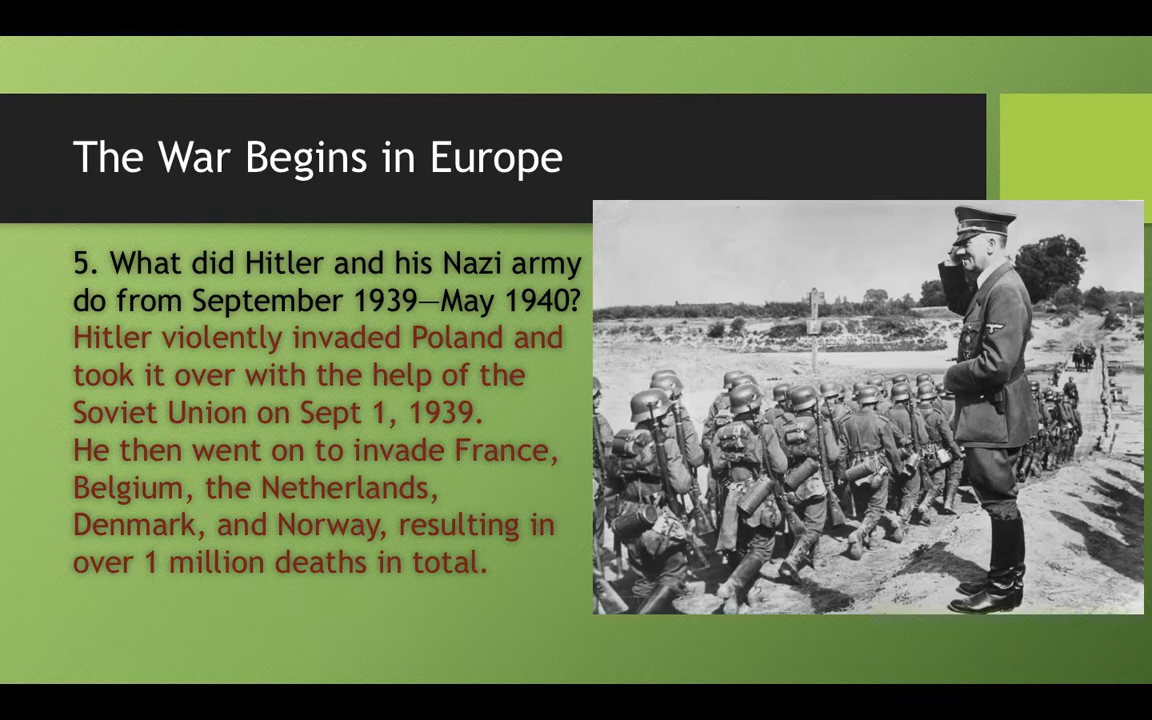 The War Begins in Europe
5. What did Hitler and his Nazi army
do from September 1939—May 1940?
Hitler violently invaded Poland and
took it over with the help of the
Soviet Union on Sept 1, 1939.
He then went on to invade France,
Belgium, the Netherlands,
Denmark, and Norway, resulting in
over 1 million deaths in total.